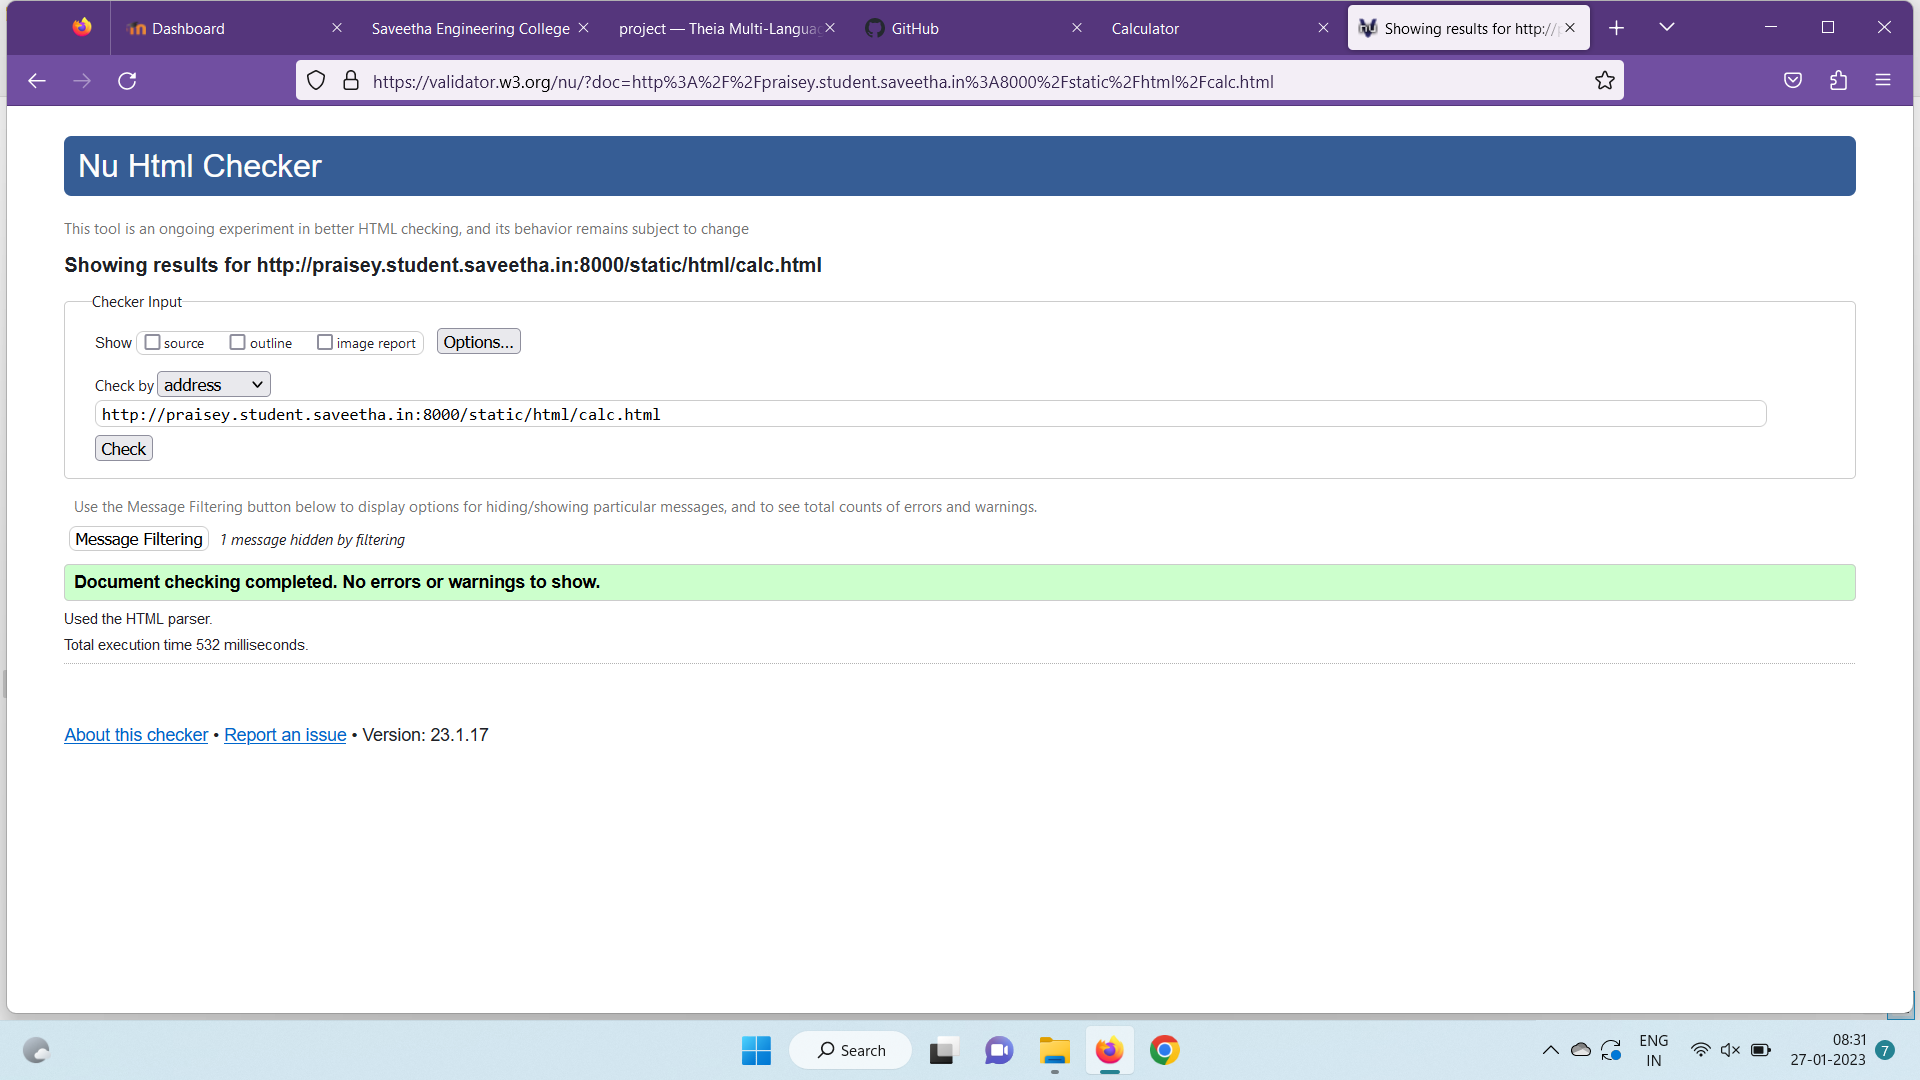 Dashboard
Saveetha Engineering College
project — Theia Multi-Langua
GitHub
Calculator
Showing results for http://p
https://validator.w3.org/nu/?doc=http%3A%2F%2Fpraisey.student.saveetha.in%3A8000%2Fstatic%2Fhtml%2Fcalc.html
Nu Html Checker
This tool is an ongoing experiment in better HTML checking, and its behavior remains subject to change
Showing results for http://praisey.student.saveetha.in:8000/static/html/calc.html
Checker Input
Show source outline image report Options...
Check by address
http://praisey.student.saveetha.in:8000/static/html/calc.html
Check
Use the Message Filtering button below to display options for hiding/showing particular messages, and to see total counts of errors and warnings.
Message Filtering 1 message hidden by filtering
Document checking completed. No errors or warnings to show.
Used the HTML parser.
Total execution time 532 milliseconds.
About this checker • Report an issue • Version: 23.1.17
Search
ENG
IN
08:31
27-01-2023
7